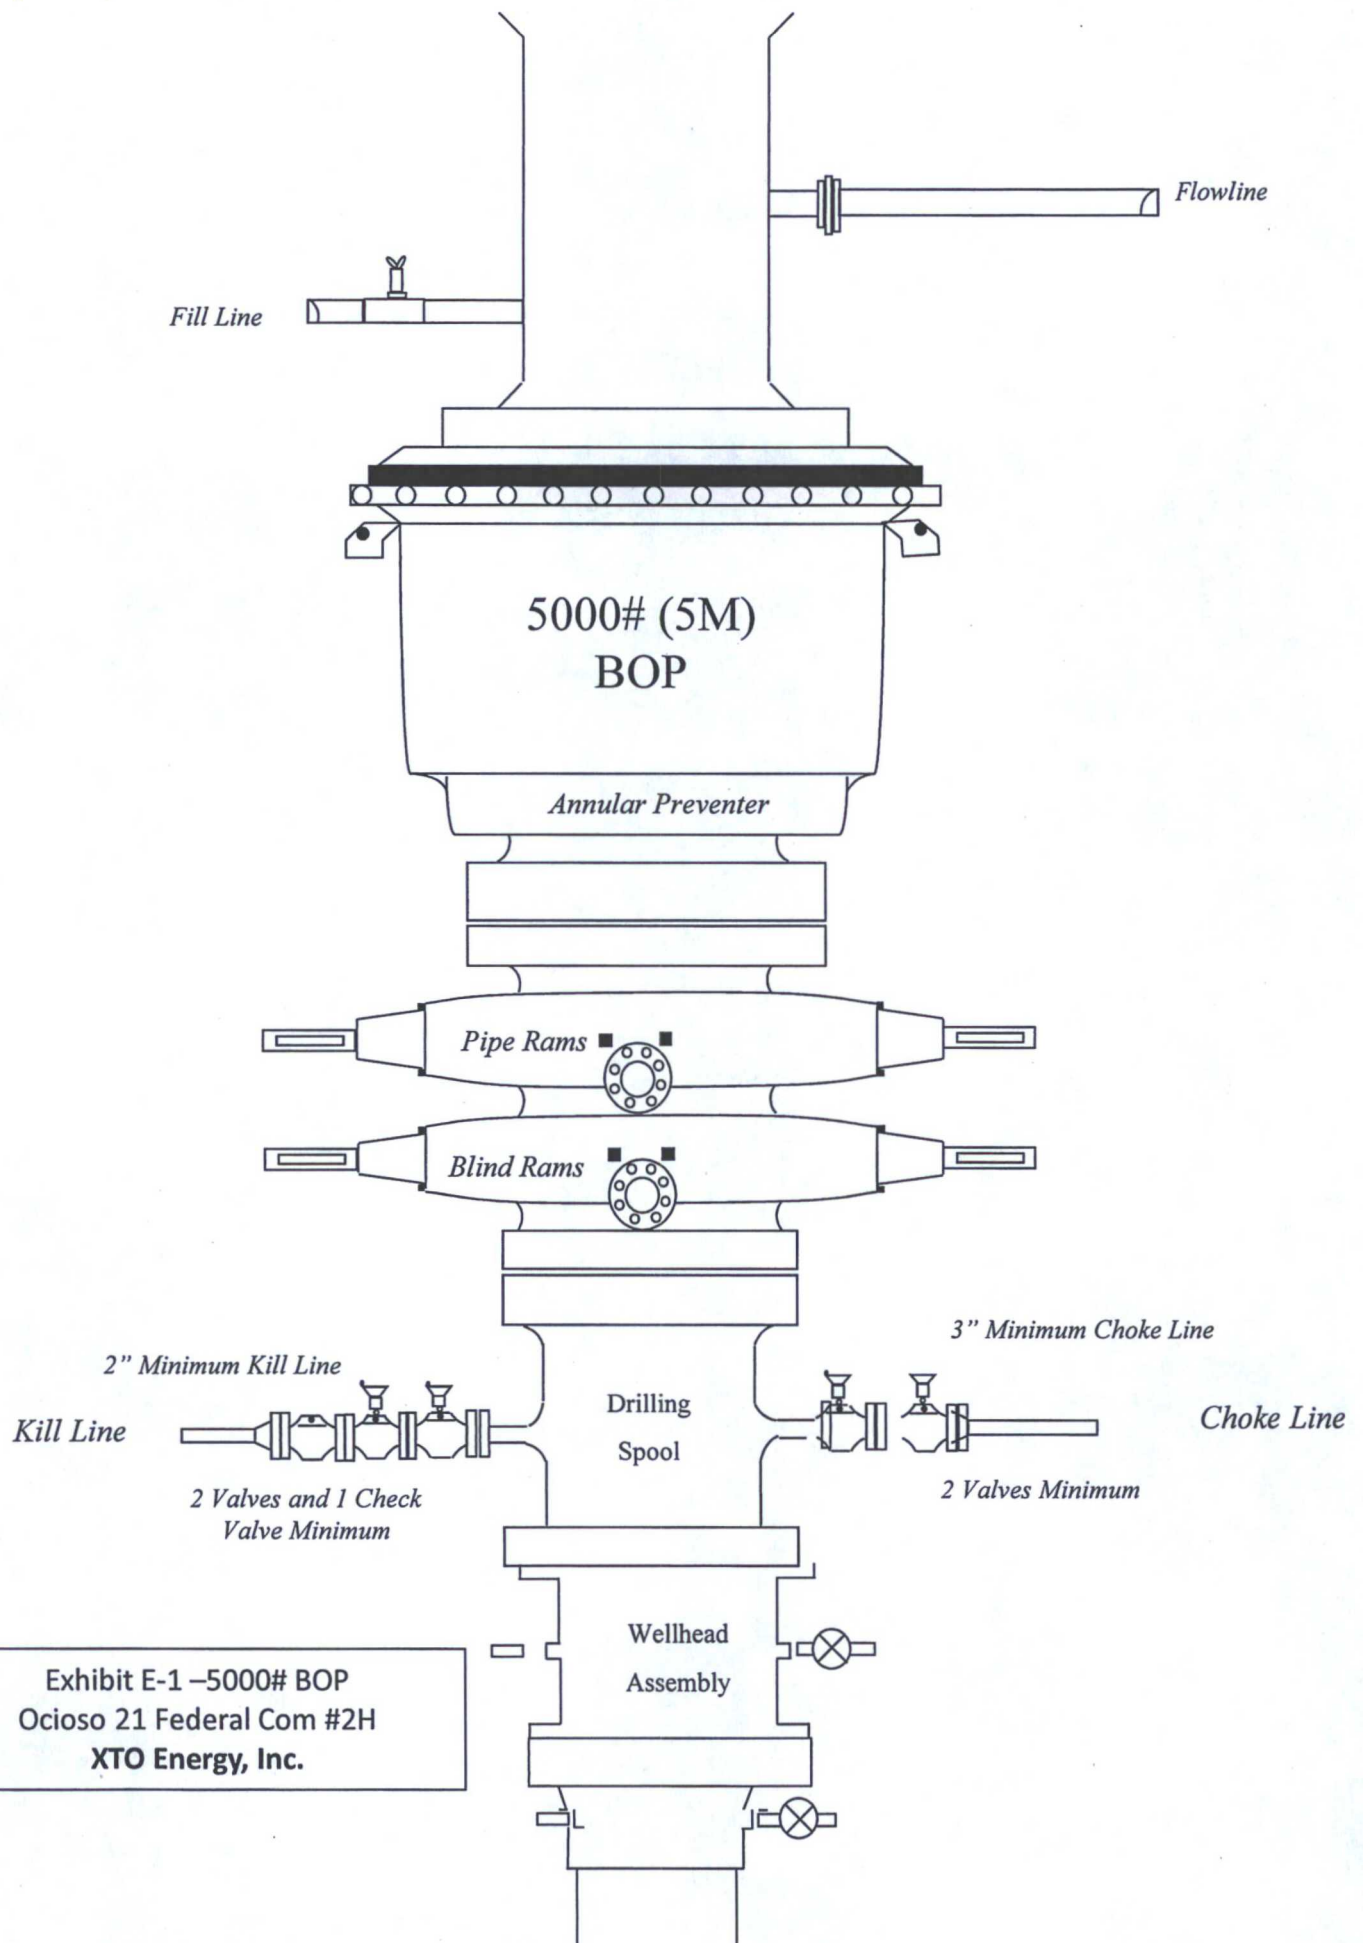 Flowline
Fill Line
5000# (5M)
BOP
Annular Preventer
Pipe Rams
Blind Rams
3” Minimum Choke Line
2” Minimum Kill Line
Drilling
Spool
Kill Line
Choke Line
2 Valves and 1 Check
Valve Minimum
2 Valves Minimum
Wellhead
Assembly
Exhibit E-1 –5000# BOP
Ocioso 21 Federal Com #2H
XTO Energy, Inc.